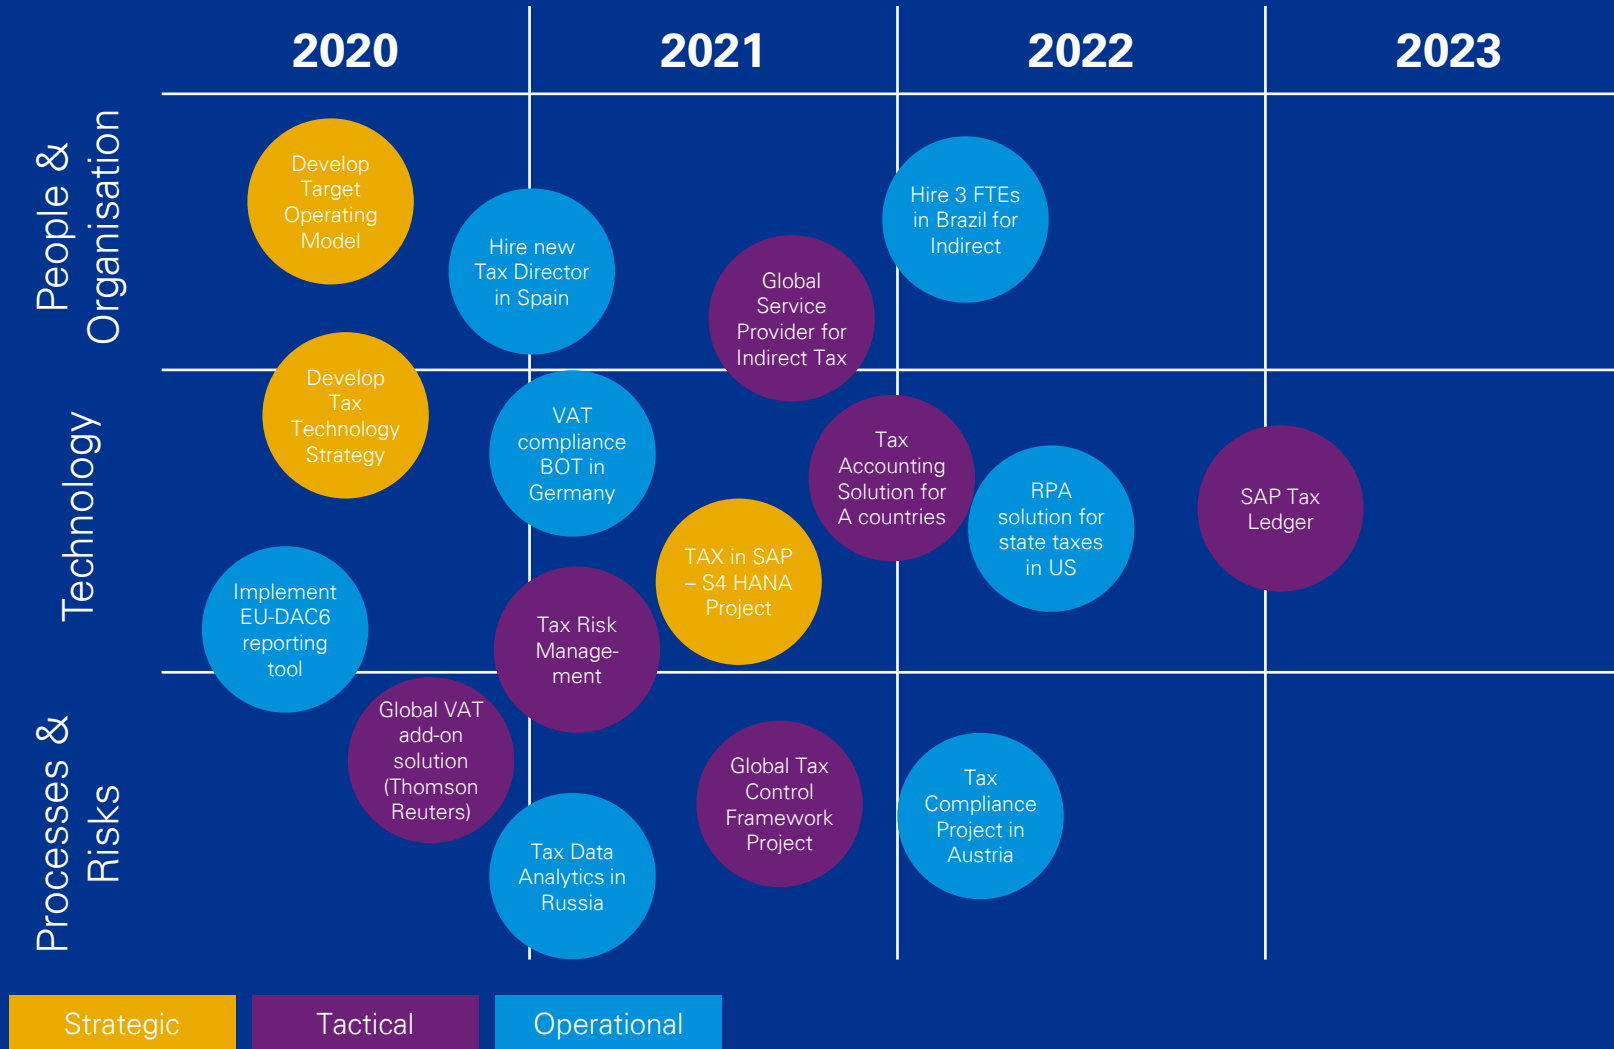 2020
2021
2022
2023
People &
Organisation
Develop
Target
Operating
Model
Hire new
Tax Director
in Spain
Global
Service
Provider for
Indirect Tax
Hire 3 FTEs
in Brazil for
Indirect
Technology
Develop
Tax
Technology
Strategy
Implement
EU-DAC6
reporting
tool
VAT
compliance
BOT in
Germany
Tax Risk
Manage-
ment
TAX in SAP
– S4 HANA
Project
Tax
Accounting
Solution for
A countries
RPA
solution for
state taxes
in US
SAP Tax
Ledger
Processes &
Risks
Global VAT
add-on
solution
(Thomson
Reuters)
Tax Data
Analytics in
Russia
Global Tax
Control
Framework
Project
Tax
Compliance
Project in
Austria
Strategic
Tactical
Operational